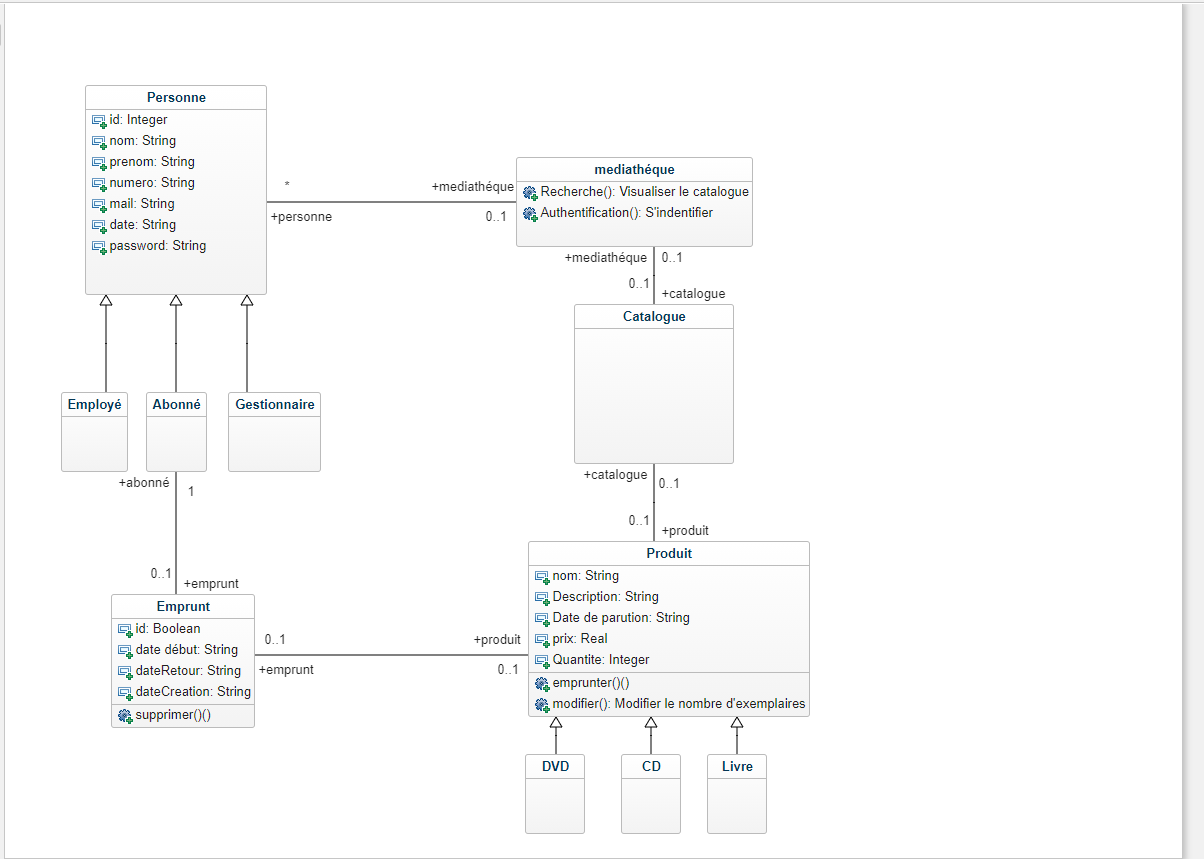 Personne
id: Integer
nom: String
prenom: String
numero: String
mail: String
date: String
password: String
*
+personne
+mediathéque
0..1
mediathéque
Recherche(): Visualiser le catalogue
Authentification(): S'indentifier
+mediathéque
0..1
0..1
+catalogue
Catalogue
Employé
Abonné
Gestionnaire
+abonné
1
0..1
+emprunt
+catalogue
0..1
0..1
+produit
Emprunt
id: Boolean
date début: String
dateRetour: String
dateCreation: String
supprimer()()
0..1
+emprunt
+produit
0..1
Produit
nom: String
Description: String
Date de parution: String
prix: Real
Quantite: Integer
emprunter()()
modifier(): Modifier le nombre d'exemplaires
DVD
CD
Livre